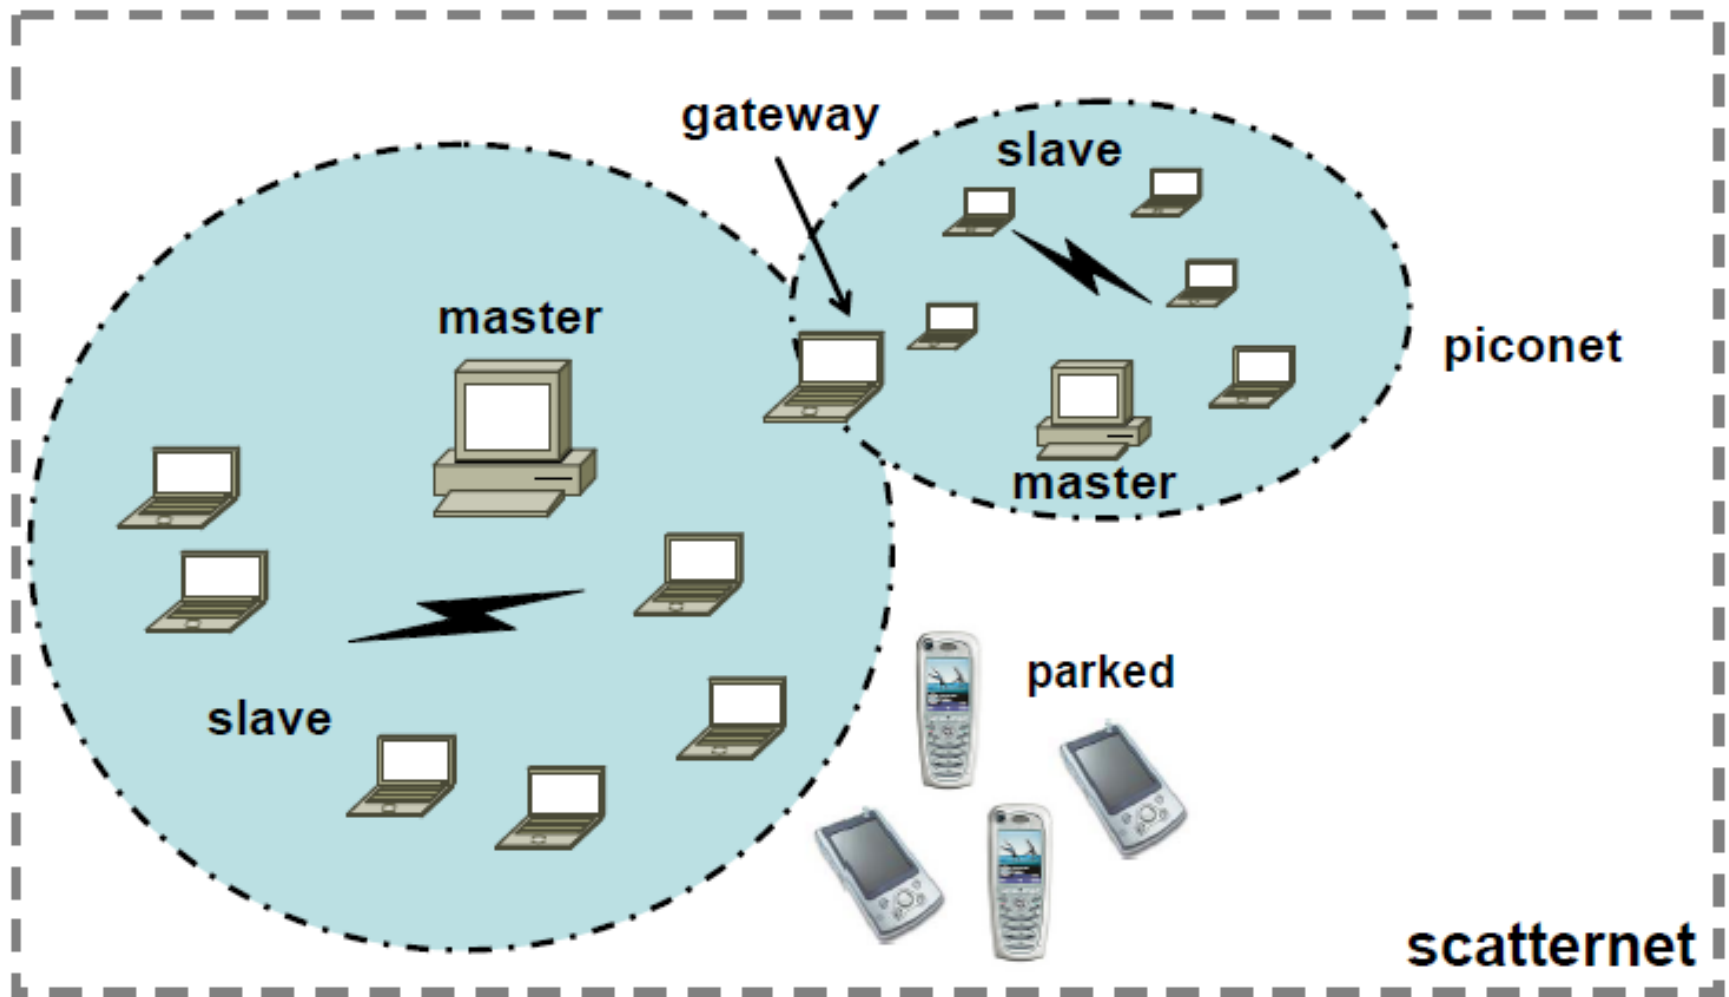 gateway
slave
master
piconet
master
parked
slave
scatternet